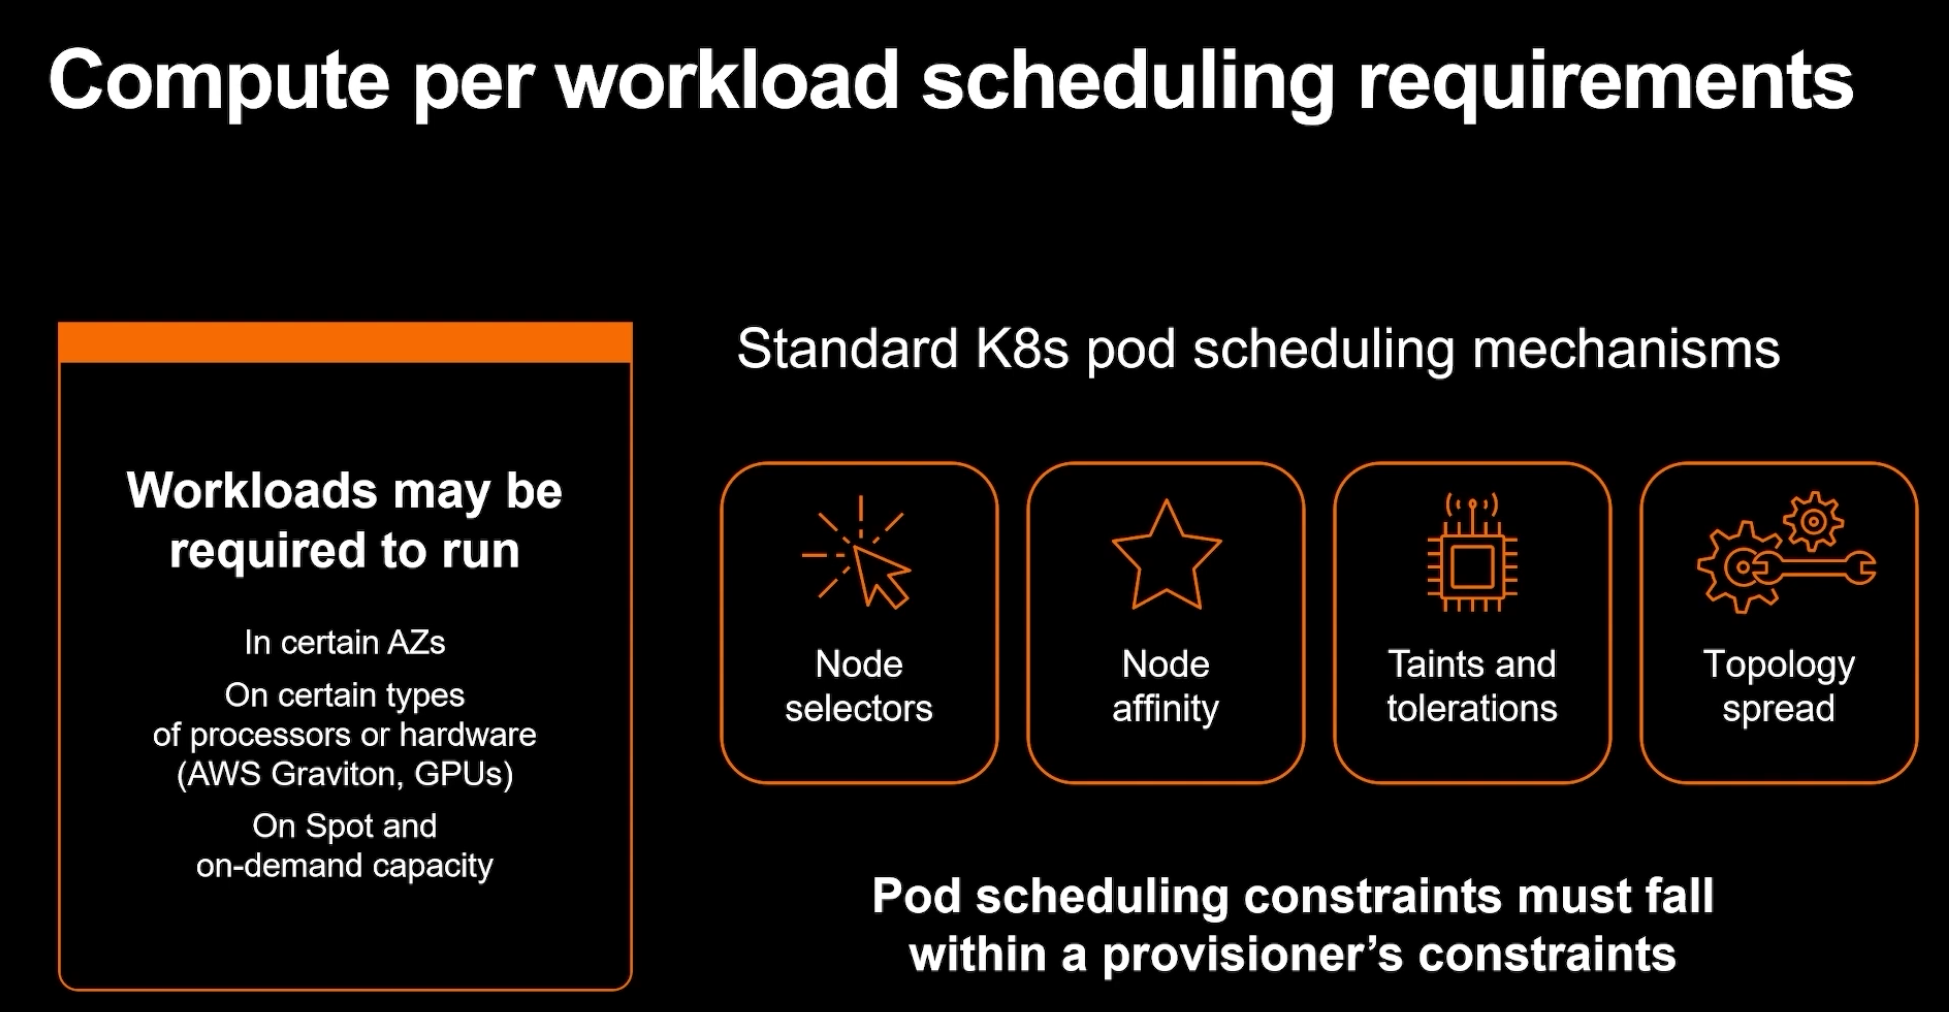 Compute per workload scheduling requirements
Workloads may be
required to run
In certain AZs
On certain types
of processors or hardware
(AWS Graviton, GPUs)
On Spot and
on-demand capacity
Standard K8s pod scheduling mechanisms
Node
selectors
Node
affinity
Taints and
tolerations
Topology
spread
Pod scheduling constraints must fall
within a provisioner’s constraints